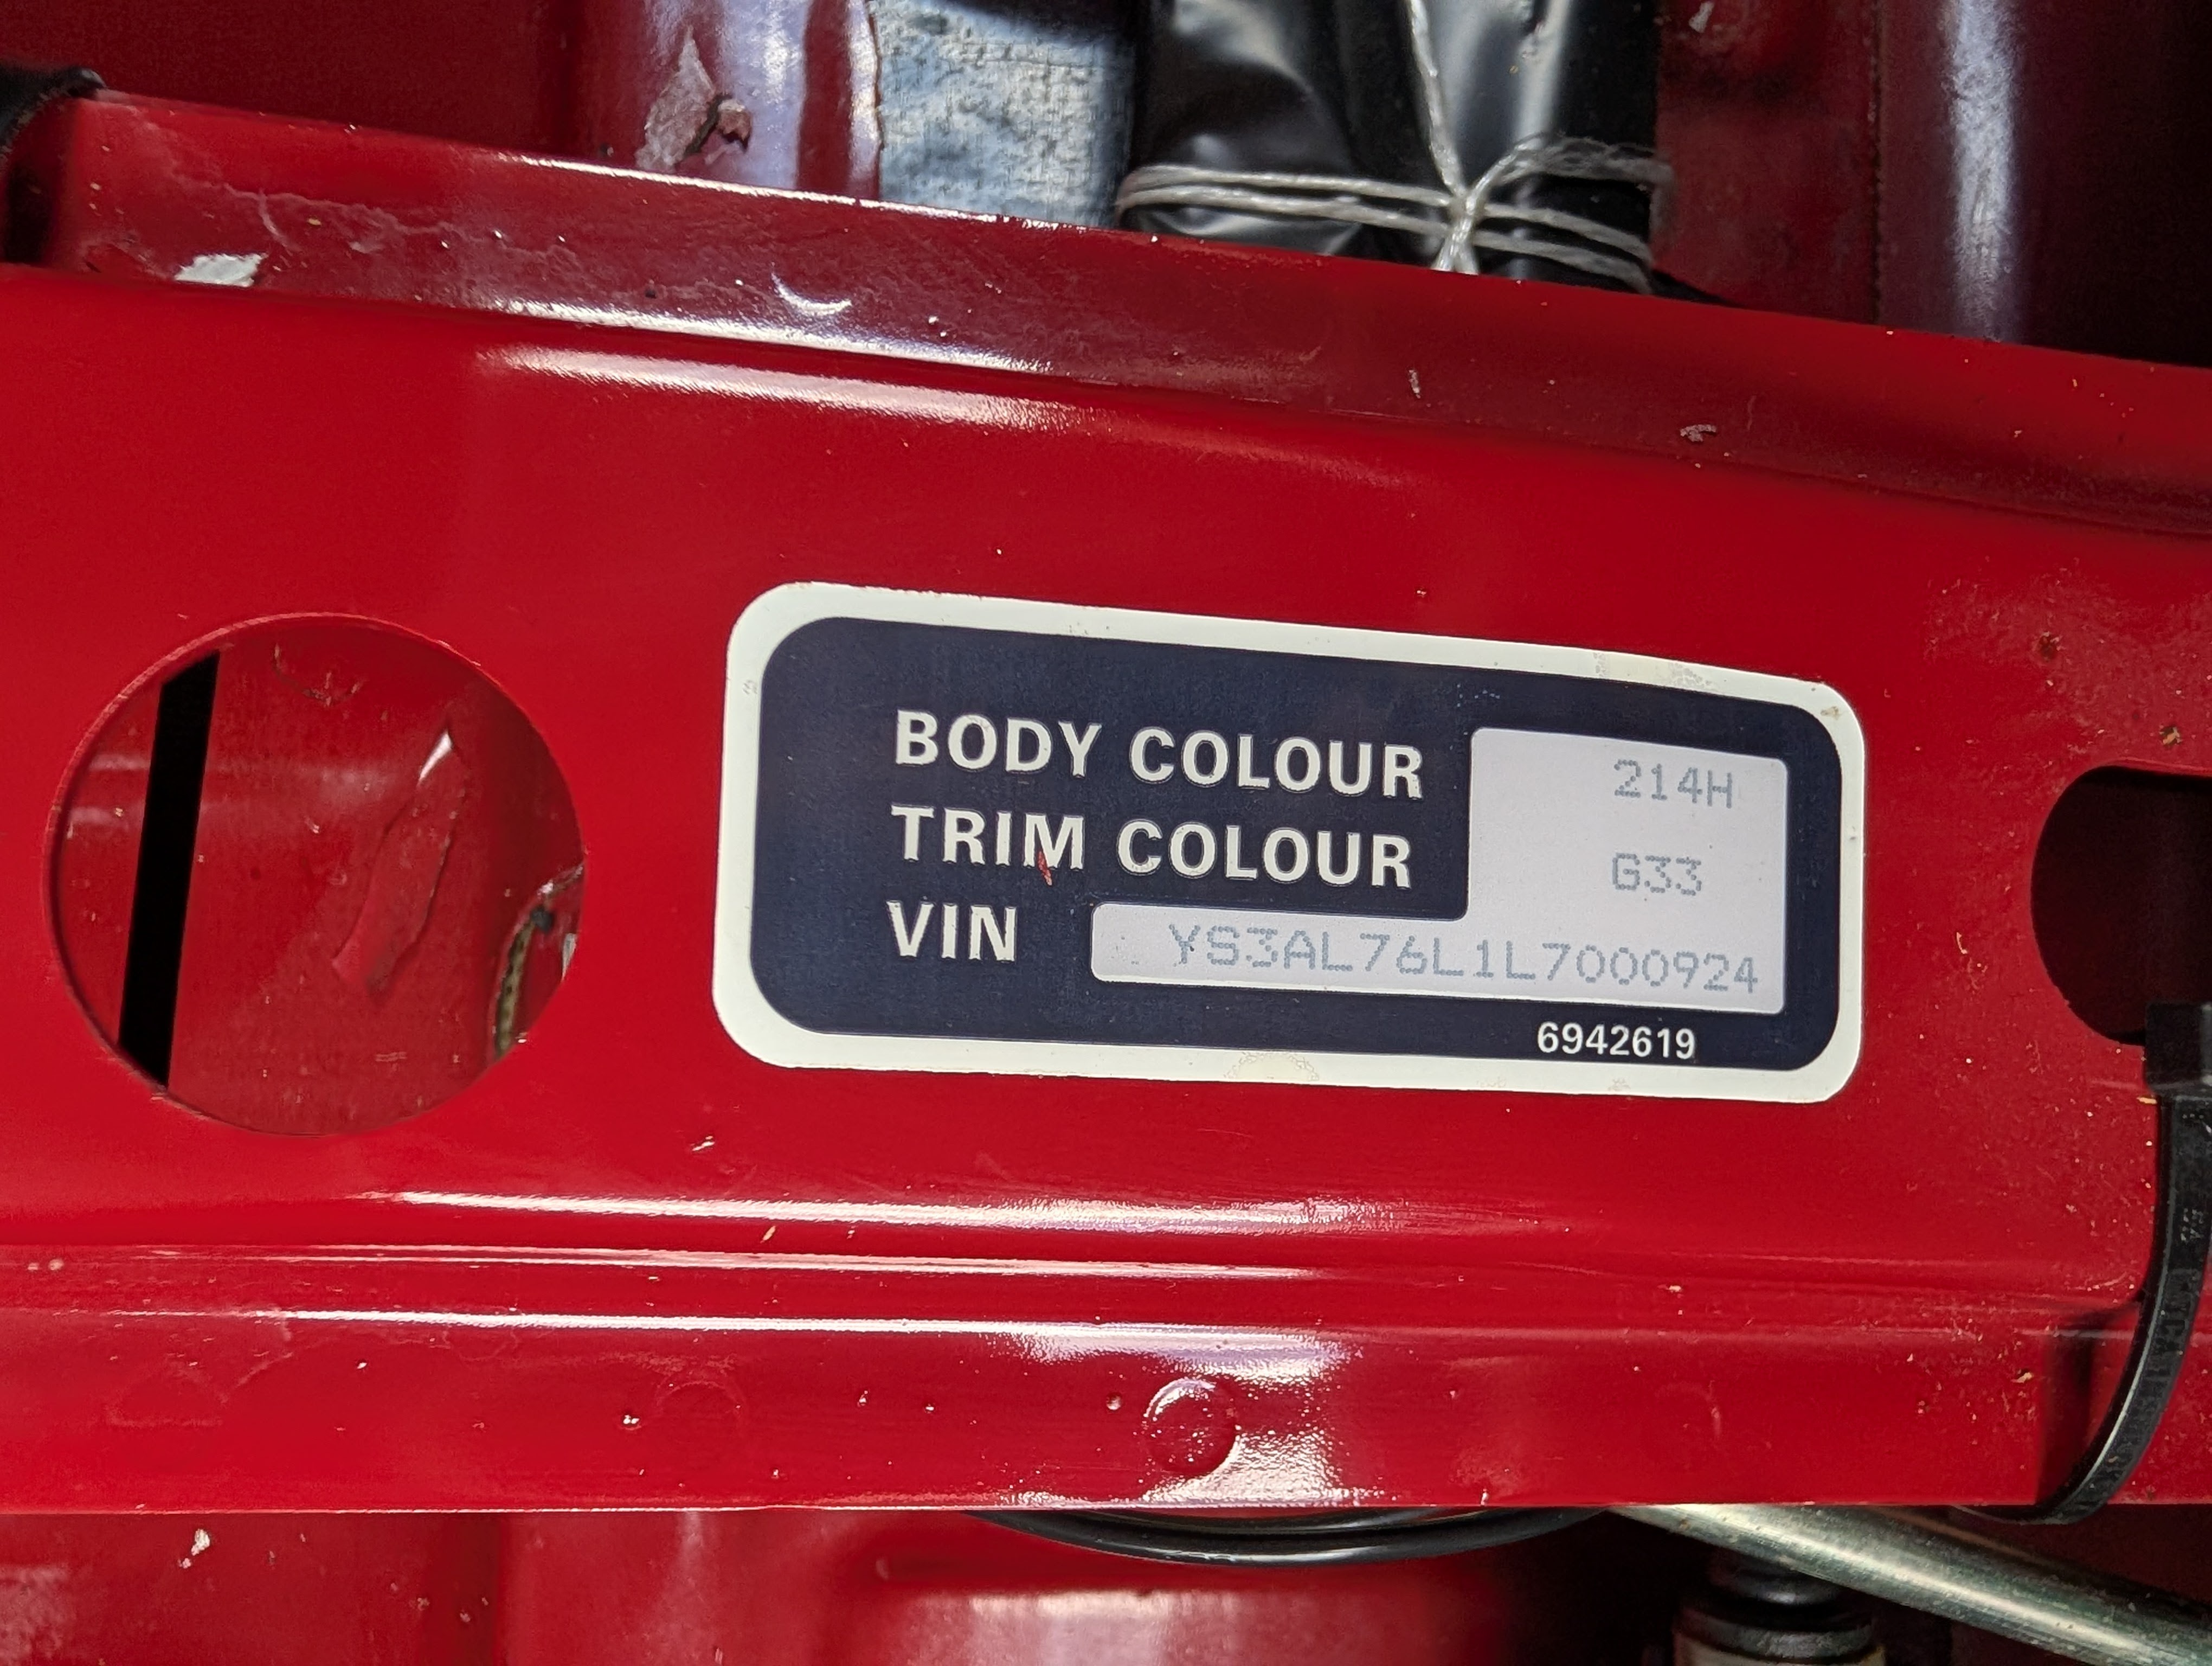 BODY COLOUR 214H
TRIM COLOUR G33
VIN YS3AL76L1L7000924
6942619